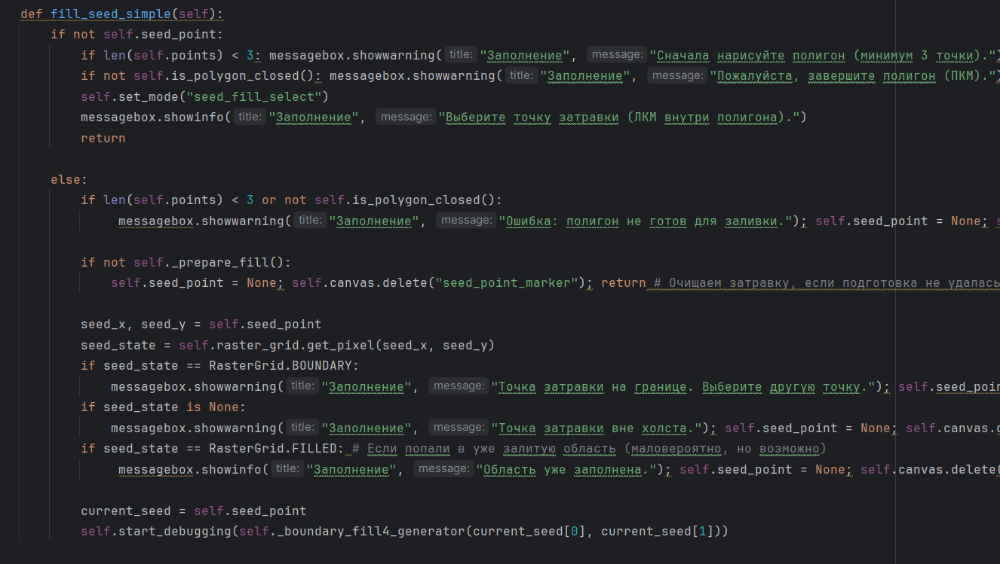 def fill_seed_simple(self):
if not self.seed_point:
if len(self.points) < 3: messagebox.showwarning( title: "Заполнение", message: "Сначала нарисуйте полигон (минимум 3 точки).")
if not self.is_polygon_closed(): messagebox.showwarning( title: "Заполнение", message: "Пожалуйста, завершите полигон (ПКМ).")
self.set_mode("seed_fill_select")
messagebox.showinfo( title: "Заполнение", message: "Выберите точку затравки (ЛКМ внутри полигона).")
return
else:
if len(self.points) < 3 or not self.is_polygon_closed():
messagebox.showwarning( title: "Заполнение", message: "Ошибка: полигон не готов для заливки."); self.seed_point = None;
if not self._prepare_fill():
self.seed_point = None; self.canvas.delete("seed_point_marker"); return # Очищаем затравку, если подготовка не удалась
seed_x, seed_y = self.seed_point
seed_state = self.raster_grid.get_pixel(seed_x, seed_y)
if seed_state == RasterGrid.BOUNDARY:
messagebox.showwarning( title: "Заполнение", message: "Точка затравки на границе. Выберите другую точку."); self.seed_poin
if seed_state is None:
messagebox.showwarning( title: "Заполнение", message: "Точка затравки вне холста."); self.seed_point = None; self.canvas.
if seed_state == RasterGrid.FILLED: # Если попали в уже залитую область (маловероятно, но возможно)
messagebox.showinfo( title: "Заполнение", message: "Область уже заполнена."); self.seed_point = None; self.canvas.delete(
current_seed = self.seed_point
self.start_debugging(self._boundary_fill4_generator(current_seed[0], current_seed[1]))